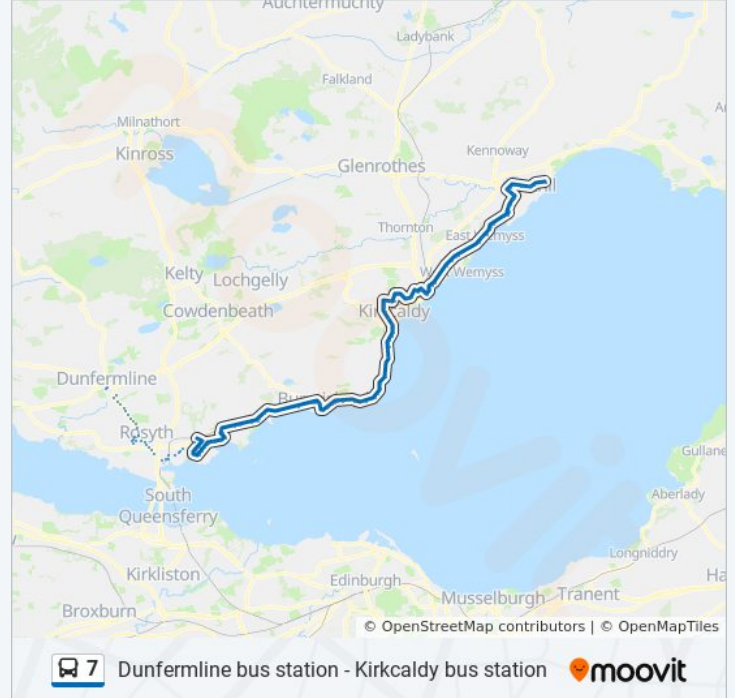 Auchtermuchty
Ladybank
Falkland
Milnathort
Kinross
Kennoway
Glenrothes
Thornton
East Wemyss
West Wemyss
Kelty
Lochgelly
Cowdenbeath
Kirkcaldy
Dunfermline
Rosyth
South
Queensferry
Gullane
Aberlady
Longniddry
Kirkliston
Edinburgh
Tranent
Musselburgh
Broxburn
© OpenStreetMap contributors | © OpenMapTiles
7 Dunfermline bus station - Kirkcaldy bus station moovit